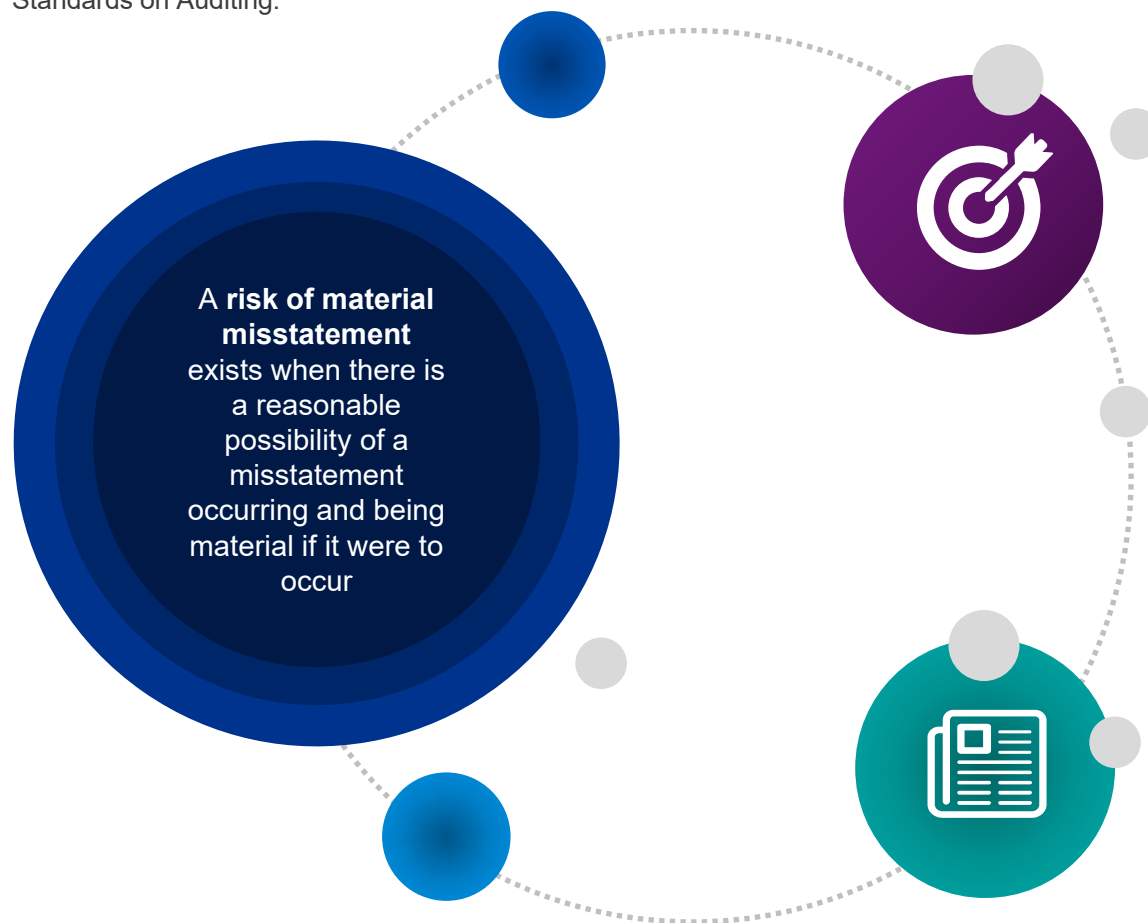 Standards on Auditing.
A risk of material
misstatement
exists when there is
a reasonable
possibility of a
misstatement
occurring and being
material if it were to
occur